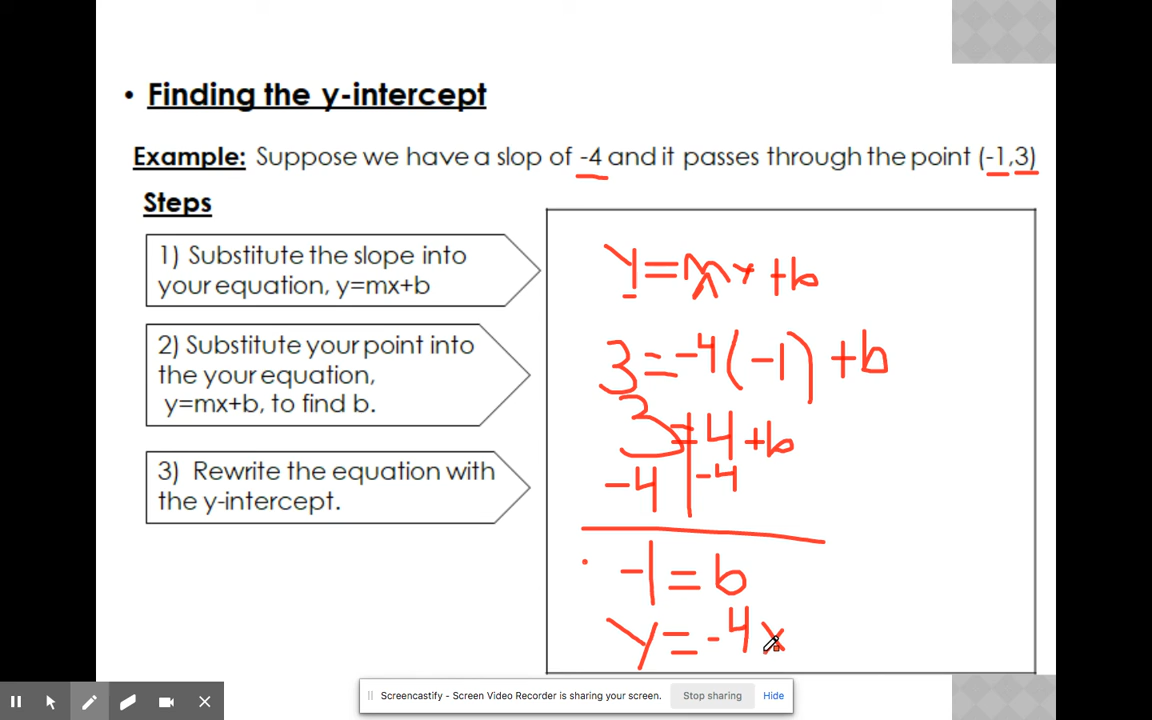 • Finding the y-intercept
Example: Suppose we have a slop of -4 and it passes through the point (-1,3)
Steps
1) Substitute the slope into
your equation, y=mx+b
2) Substitute your point into
the your equation,
y=mx+b, to find b.
3) Rewrite the equation with
the y-intercept.
y=mx+b
3=-4(-1)+b
3=4+b
-4 -4
-1=b
y=-4x
Screencastify - Screen Video Recorder is sharing your screen. Stop sharing Hide